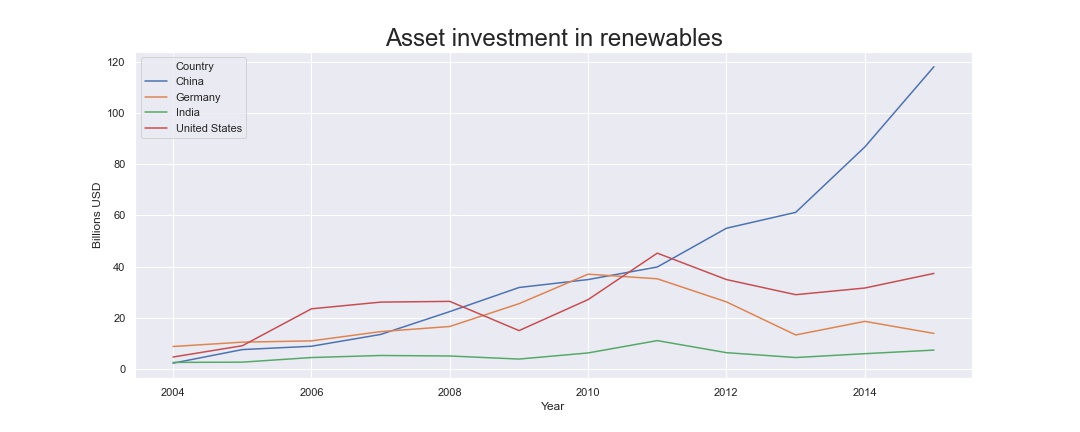 Asset investment in renewables
Country
China
Germany
India
United States
Billions USD
120
100
80
60
40
20
0
2004 2006 2008 2010 2012 2014
Year